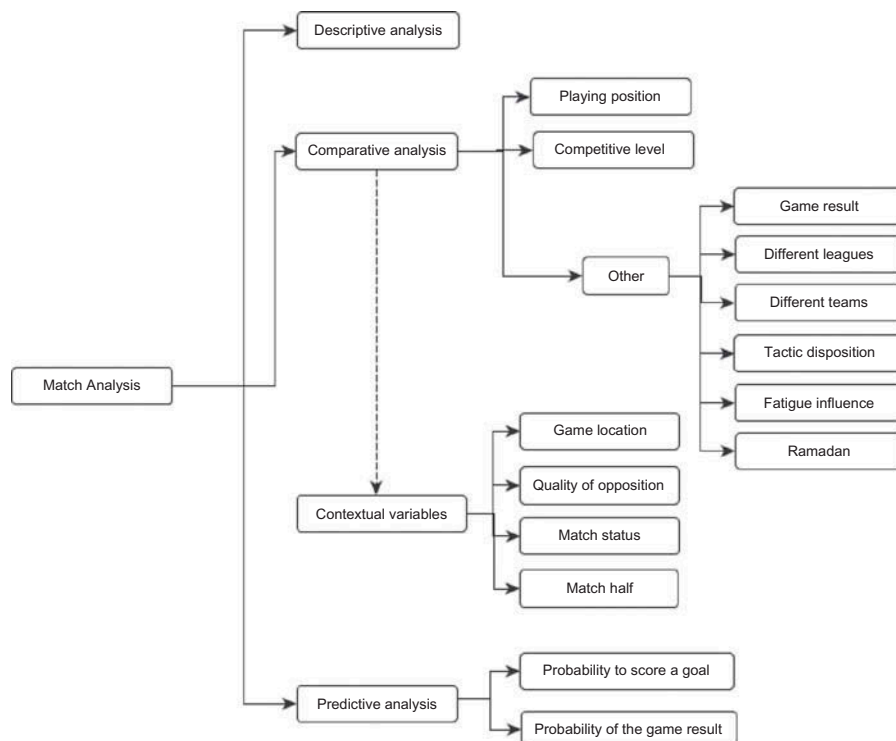 Descriptive analysis
Playing position
Comparative analysis
Competitive level
Game result
Different leagues
Other
Different teams
Tactic disposition
Match Analysis
Fatigue influence
Game location
Ramadan
Quality of opposition
Contextual variables
Match status
Match half
Probability to score a goal
Predictive analysis
Probability of the game result